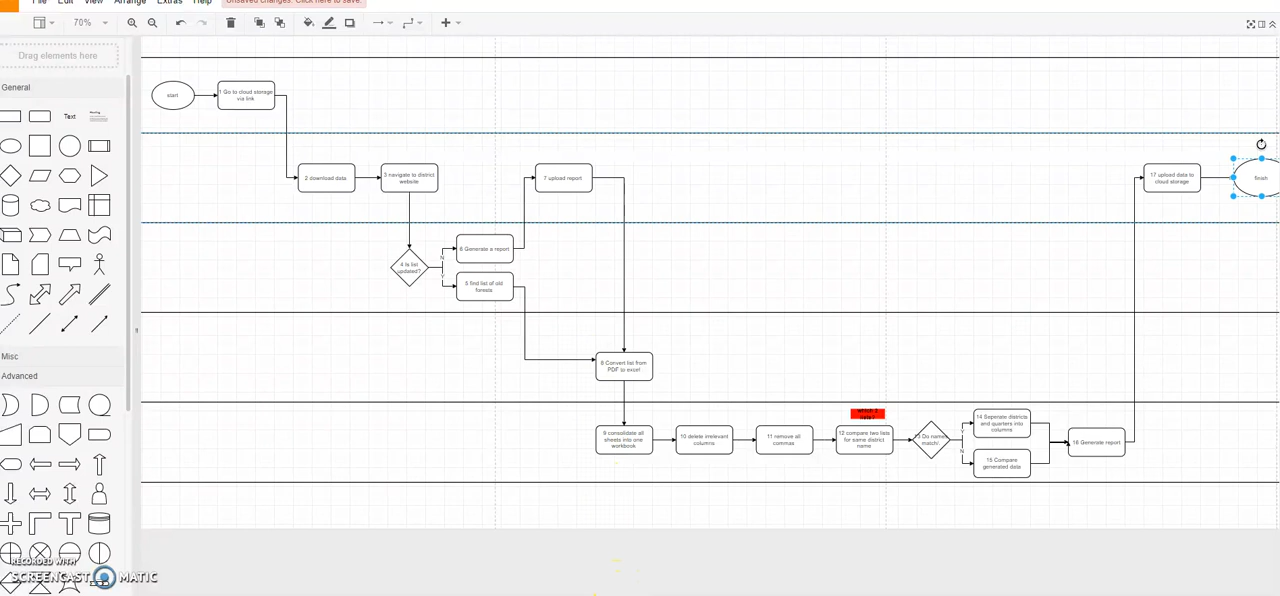 File Edit View Arrange Extras Help Unsaved changes. Click here to save.
70%
Drag elements here
General
Text
Misc
Advanced
start
1 Go to cloud storage
via link
2 download data
3 navigate to district
website
7 upload report
17 upload data to
cloud storage
finish
4 Is list
updated?
N
Y
6 Generate a report
5 find list of old
forests
8 Convert list from
PDF to excel
which 2
lists?
9 consolidate all
sheets into one
workbook
10 delete irrelevant
columns
11 remove all
commas
12 compare two lists
for same district
name
13 Do names
match?
Y
N
14 Seperate districts
and quarters into
columns
15 Compare
generated data
16 Generate report
RECORDED WITH
SCREENCAST MATIC